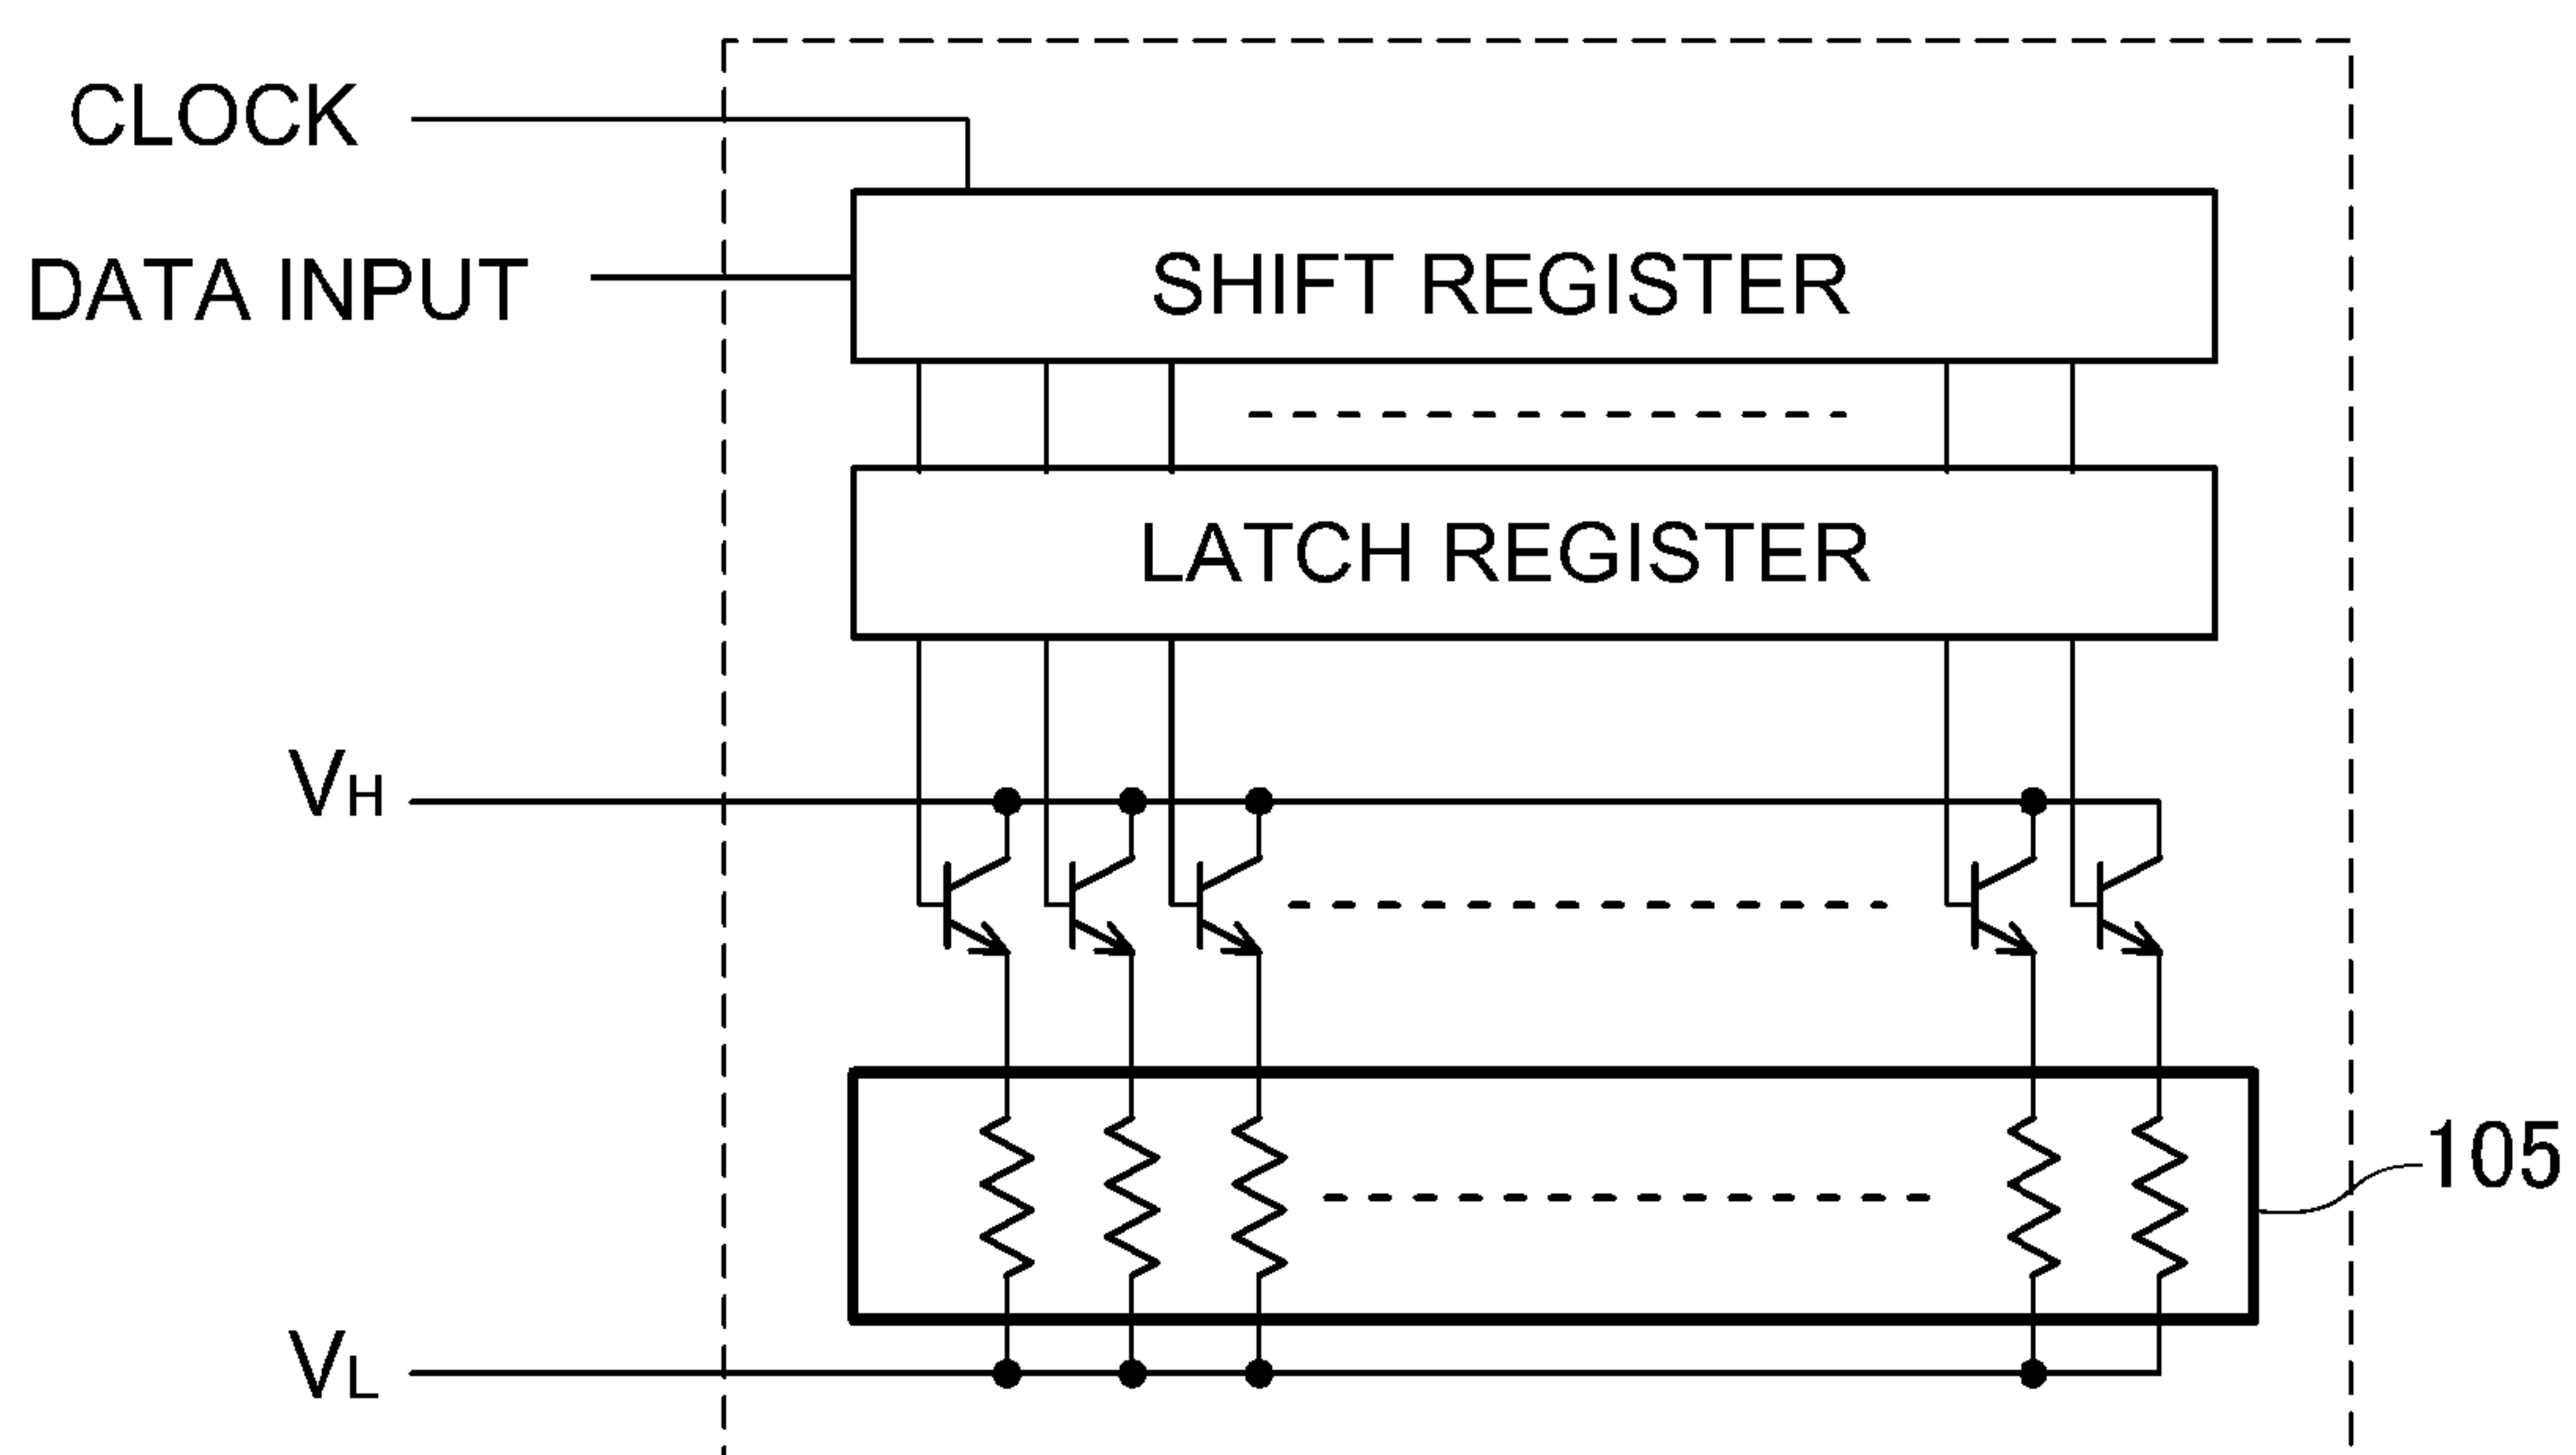 CLOCK
DATA INPUT
SHIFT REGISTER
LATCH REGISTER
VH
105
VL